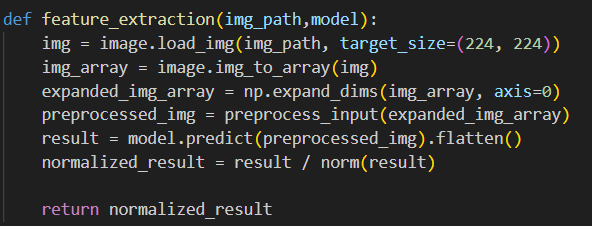 def feature_extraction(img_path,model):
    img = image.load_img(img_path, target_size=(224, 224))
    img_array = image.img_to_array(img)
    expanded_img_array = np.expand_dims(img_array, axis=0)
    preprocessed_img = preprocess_input(expanded_img_array)
    result = model.predict(preprocessed_img).flatten()
    normalized_result = result / norm(result)

    return normalized_result